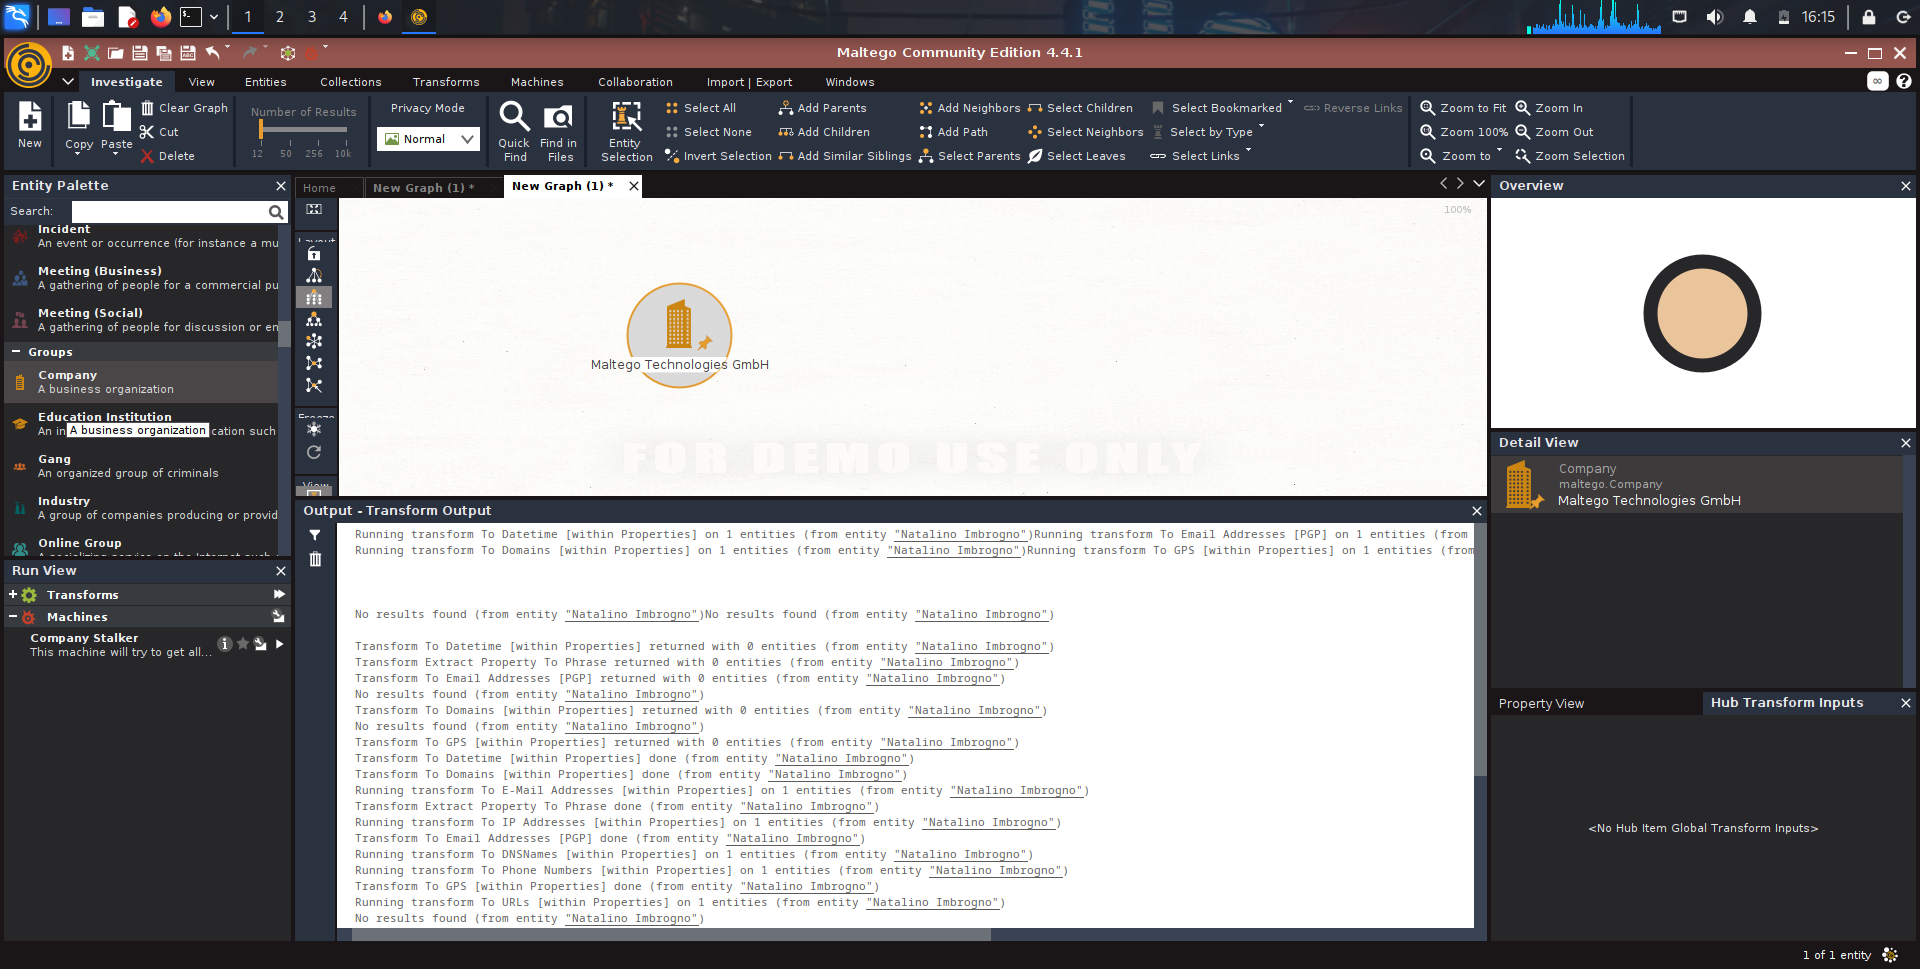 1 2 3 4
16:15
Maltego Community Edition 4.4.1
Investigate View Entities Collections Transforms Machines Collaboration Import | Export Windows
New
Copy
Paste
Clear Graph
Cut
Delete
Number of Results
12 50 256 10k
Privacy Mode
Normal
Quick
Find
Find in
Files
Entity
Selection
Select All
Select None
Invert Selection
Add Parents
Add Children
Add Similar Siblings
Add Neighbors
Add Path
Select Parents
Select Children
Select Neighbors
Select Leaves
Select Bookmarked
Select by Type
Select Links
Reverse Links
Zoom to Fit
Zoom 100%
Zoom to
Zoom In
Zoom Out
Zoom Selection
Entity Palette
Search:
Incident
An event or occurrence (for instance a mu
Meeting (Business)
A gathering of people for a commercial pu
Meeting (Social)
A gathering of people for discussion or en
Groups
Company
A business organization
Education Institution
An in
A business organization
cation such
Gang
An organized group of criminals
Industry
A group of companies producing or provid
Online Group
Run View
Transforms
Machines
Company Stalker
This machine will try to get all...
Home New Graph (1) * New Graph (1) *
Layout
Freeze
View
100%
Maltego Technologies GmbH
FOR DEMO USE ONLY
Output - Transform Output
Running transform To Datetime [within Properties] on 1 entities (from entity "Natalino Imbrogno")Running transform To Email Addresses [PGP] on 1 entities (from
Running transform To Domains [within Properties] on 1 entities (from entity "Natalino Imbrogno")Running transform To GPS [within Properties] on 1 entities (from
No results found (from entity "Natalino Imbrogno")No results found (from entity "Natalino Imbrogno")
Transform To Datetime [within Properties] returned with 0 entities (from entity "Natalino Imbrogno")
Transform Extract Property To Phrase returned with 0 entities (from entity "Natalino Imbrogno")
Transform To Email Addresses [PGP] returned with 0 entities (from entity "Natalino Imbrogno")
No results found (from entity "Natalino Imbrogno")
Transform To Domains [within Properties] returned with 0 entities (from entity "Natalino Imbrogno")
No results found (from entity "Natalino Imbrogno")
Transform To GPS [within Properties] returned with 0 entities (from entity "Natalino Imbrogno")
Transform To Datetime [within Properties] done (from entity "Natalino Imbrogno")
Transform To Domains [within Properties] done (from entity "Natalino Imbrogno")
Running transform To E-Mail Addresses [within Properties] on 1 entities (from entity "Natalino Imbrogno")
Transform Extract Property To Phrase done (from entity "Natalino Imbrogno")
Running transform To IP Addresses [within Properties] on 1 entities (from entity "Natalino Imbrogno")
Transform To Email Addresses [PGP] done (from entity "Natalino Imbrogno")
Running transform To DNSNames [within Properties] on 1 entities (from entity "Natalino Imbrogno")
Running transform To Phone Numbers [within Properties] on 1 entities (from entity "Natalino Imbrogno")
Transform To GPS [within Properties] done (from entity "Natalino Imbrogno")
Running transform To URLs [within Properties] on 1 entities (from entity "Natalino Imbrogno")
No results found (from entity "Natalino Imbrogno")
Overview
Detail View
Company
maltego.Company
Maltego Technologies GmbH
Property View Hub Transform Inputs
<No Hub Item Global Transform Inputs>
1 of 1 entity